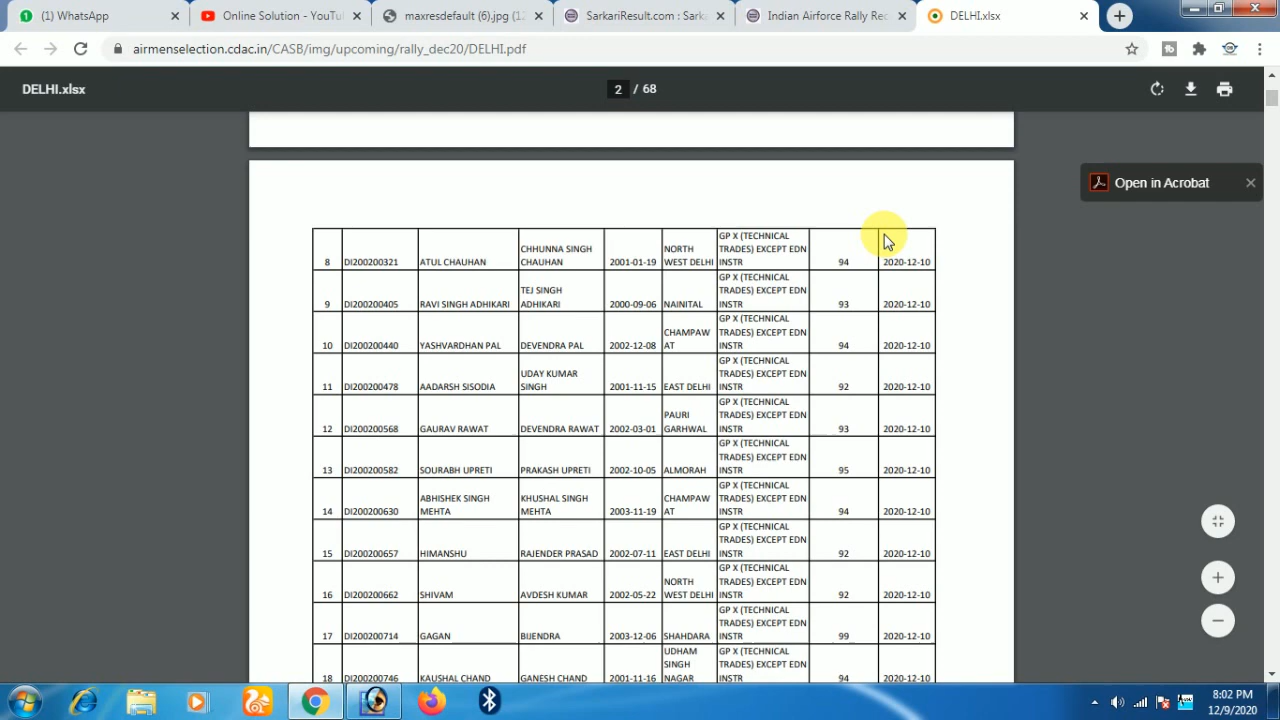 (1) WhatsApp
Online Solution - YouTu
maxresdefault (6).jpg (12
SarkariResult.com : Sarka
Indian Airforce Rally Rec
DELHI.xlsx
airmenselection.cdac.in/CASB/img/upcoming/rally_dec20/DELHI.pdf
DELHI.xlsx
2 / 68
Open in Acrobat
CHHUNNA SINGH NORTH GP X (TECHNICAL TRADES) EXCEPT EDN
8 DI200200321 ATUL CHAUHAN CHAUHAN 2001-01-19 WEST DELHI INSTR 94 2020-12-10
TEJ SINGH GP X (TECHNICAL TRADES) EXCEPT EDN
9 DI200200405 RAVI SINGH ADHIKARI ADHIKARI 2000-09-06 NAINITAL INSTR 93 2020-12-10
CHAMPAW GP X (TECHNICAL TRADES) EXCEPT EDN
10 DI200200440 YASHVARDHAN PAL DEVENDRA PAL 2002-12-08 AT INSTR 94 2020-12-10
UDAY KUMAR GP X (TECHNICAL TRADES) EXCEPT EDN
11 DI200200478 AADARSH SISODIA SINGH 2001-11-15 EAST DELHI INSTR 92 2020-12-10
PAURI GP X (TECHNICAL TRADES) EXCEPT EDN
12 DI200200568 GAURAV RAWAT DEVENDRA RAWAT 2002-03-01 GARHWAL INSTR 93 2020-12-10
GP X (TECHNICAL TRADES) EXCEPT EDN
13 DI200200582 SOURABH UPRETI PRAKASH UPRETI 2002-10-05 ALMORAH INSTR 95 2020-12-10
ABHISHEK SINGH KHUSHAL SINGH CHAMPAW GP X (TECHNICAL TRADES) EXCEPT EDN
14 DI200200630 MEHTA MEHTA 2003-11-19 AT INSTR 94 2020-12-10
GP X (TECHNICAL TRADES) EXCEPT EDN
15 DI200200657 HIMANSHU RAJENDER PRASAD 2002-07-11 EAST DELHI INSTR 92 2020-12-10
NORTH GP X (TECHNICAL TRADES) EXCEPT EDN
16 DI200200662 SHIVAM AVDESH KUMAR 2002-05-22 WEST DELHI INSTR 92 2020-12-10
GP X (TECHNICAL TRADES) EXCEPT EDN
17 DI200200714 GAGAN BIJENDRA 2003-12-06 SHAHDARA INSTR 99 2020-12-10
UDHAM SINGH GP X (TECHNICAL TRADES) EXCEPT EDN
18 DI200200746 KAUSHAL CHAND GANESH CHAND 2001-11-16 NAGAR INSTR 94 2020-12-10
8:02 PM
12/9/2020